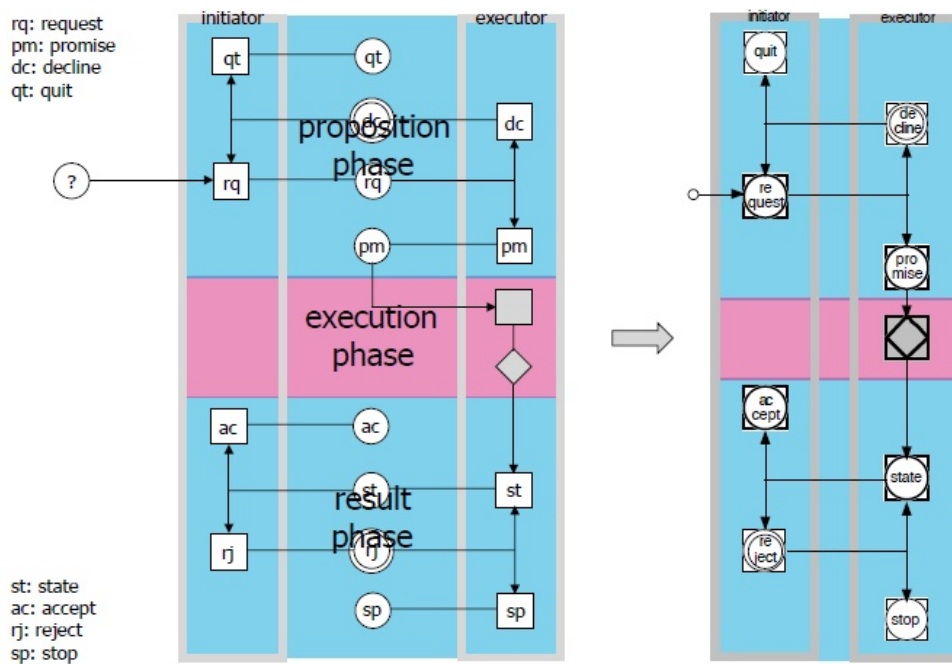 rq: request
pm: promise
dc: decline
qt: quit
initiator
executor
qt
qt
dc
dc
proposition
phase
?
rq
rq
pm
pm
execution
phase
ac
ac
st
st
result
phase
rj
rj
sp
sp
st: state
ac: accept
rj: reject
sp: stop
initiator
executor
quit
de
cline
re
quest
pro
mise
ac
cept
state
re
ject
stop